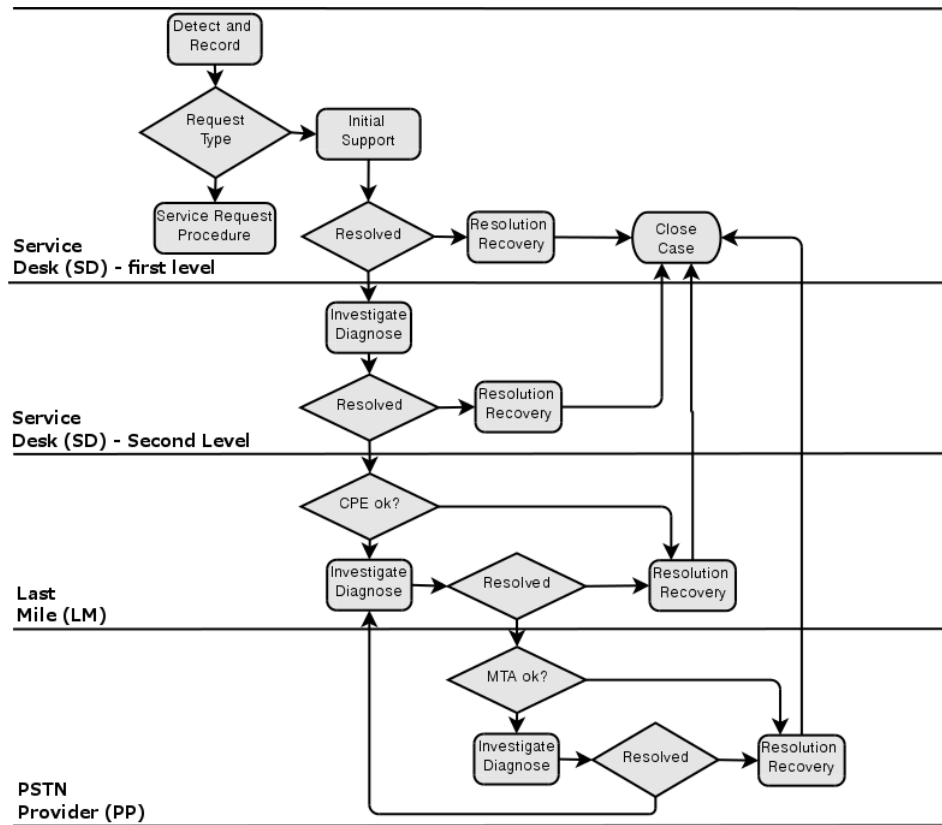 Detect and
Record
Request
Type
Initial
Support
Service Request
Procedure
Resolved
Resolution
Recovery
Close
Case
Service
Desk (SD) - first level
Investigate
Diagnose
Resolved
Resolution
Recovery
Service
Desk (SD) - Second Level
CPE ok?
Investigate
Diagnose
Resolved
Resolution
Recovery
Last
Mile (LM)
MTA ok?
Investigate
Diagnose
Resolved
Resolution
Recovery
PSTN
Provider (PP)